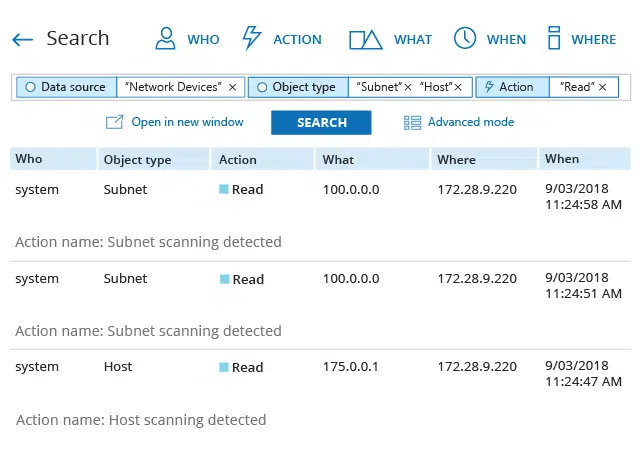 Search WHO ACTION WHAT WHEN WHERE
Data source "Network Devices" × Object type "Subnet"× "Host"× Action "Read" ×
Open in new window SEARCH Advanced mode
Who Object type Action What Where When
system Subnet Read 100.0.0.0 172.28.9.220 9/03/2018
11:24:58 AM
Action name: Subnet scanning detected
system Subnet Read 100.0.0.0 172.28.9.220 9/03/2018
11:24:51 AM
Action name: Subnet scanning detected
system Host Read 175.0.0.1 172.28.9.220 9/03/2018
11:24:47 AM
Action name: Host scanning detected